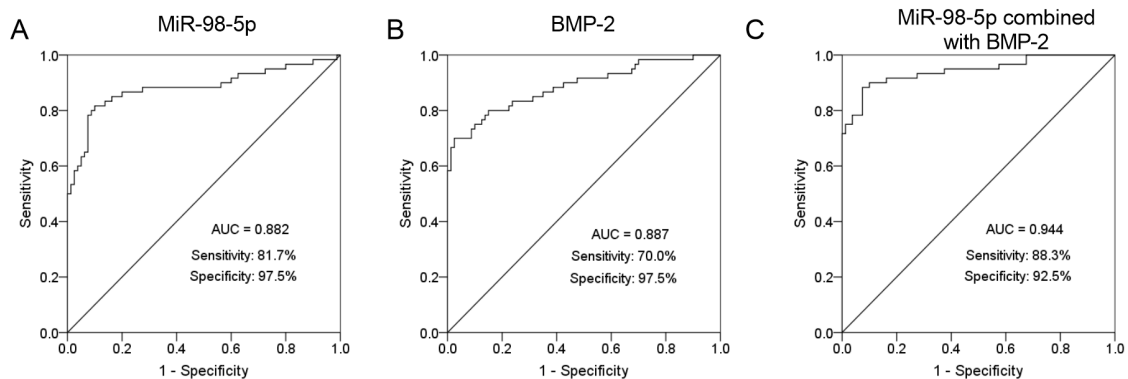 A
MiR-98-5p
1.0
0.8
0.6
0.4
0.2
0.0
Sensitivity
AUC = 0.882
Sensitivity: 81.7%
Specificity: 97.5%
0.0 0.2 0.4 0.6 0.8 1.0
1 - Specificity
B
BMP-2
1.0
0.8
0.6
0.4
0.2
0.0
Sensitivity
AUC = 0.887
Sensitivity: 70.0%
Specificity: 97.5%
0.0 0.2 0.4 0.6 0.8 1.0
1 - Specificity
C
MiR-98-5p combined
with BMP-2
1.0
0.8
0.6
0.4
0.2
0.0
Sensitivity
AUC = 0.944
Sensitivity: 88.3%
Specificity: 92.5%
0.0 0.2 0.4 0.6 0.8 1.0
1 - Specificity